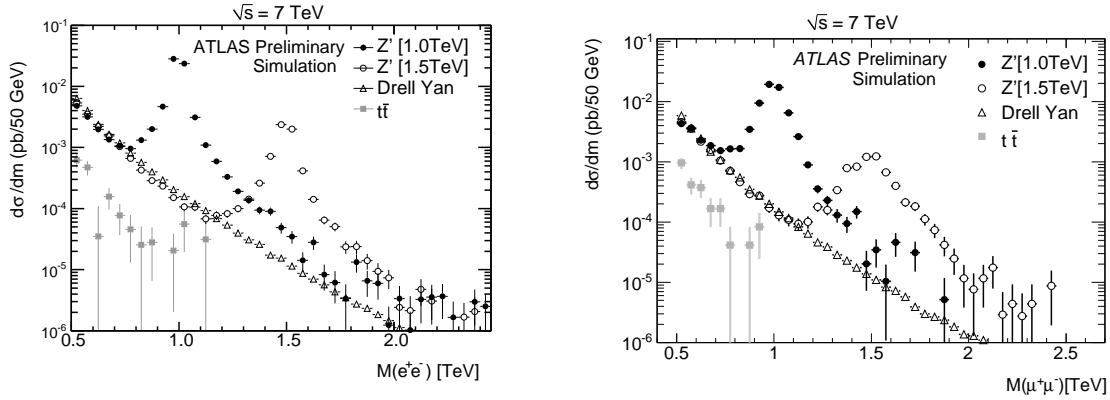 √s = 7 TeV
dσ/dm (pb/50 GeV)
10⁻¹
10⁻²
10⁻³
10⁻⁴
10⁻⁵
10⁻⁶
ATLAS Preliminary
Simulation
Z' [1.0TeV]
Z' [1.5TeV]
Drell Yan
tt̄
0.5 1.0 1.5 2.0
M(e⁺e⁻) [TeV]
√s = 7 TeV
dσ/dm (pb/50 GeV)
10⁻¹
10⁻²
10⁻³
10⁻⁴
10⁻⁵
10⁻⁶
ATLAS Preliminary
Simulation
Z'[1.0TeV]
Z'[1.5TeV]
Drell Yan
t t̄
0.5 1 1.5 2 2.5
M(μ⁺μ⁻)[TeV]